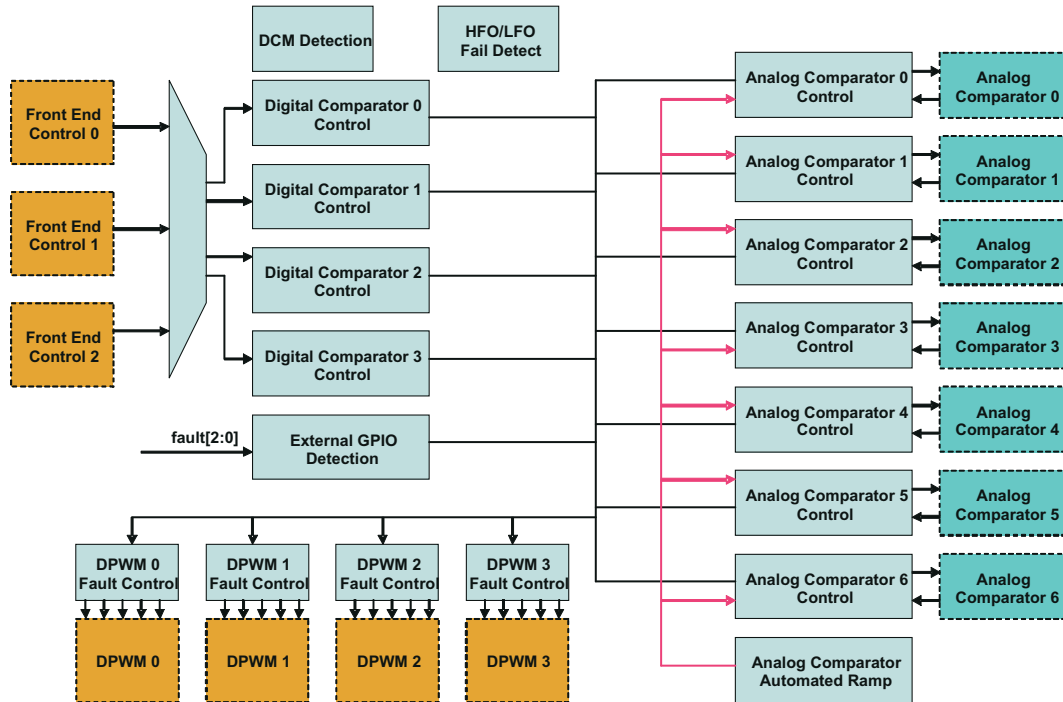 DCM Detection
HFO/LFO
Fail Detect
Front End
Control 0
Front End
Control 1
Front End
Control 2
Digital Comparator 0
Control
Digital Comparator 1
Control
Digital Comparator 2
Control
Digital Comparator 3
Control
fault[2:0]
External GPIO
Detection
Analog Comparator 0
Control
Analog
Comparator 0
Analog Comparator 1
Control
Analog
Comparator 1
Analog Comparator 2
Control
Analog
Comparator 2
Analog Comparator 3
Control
Analog
Comparator 3
Analog Comparator 4
Control
Analog
Comparator 4
Analog Comparator 5
Control
Analog
Comparator 5
Analog Comparator 6
Control
Analog
Comparator 6
Analog Comparator
Automated Ramp
DPWM 0
Fault Control
DPWM 1
Fault Control
DPWM 2
Fault Control
DPWM 3
Fault Control
DPWM 0
DPWM 1
DPWM 2
DPWM 3